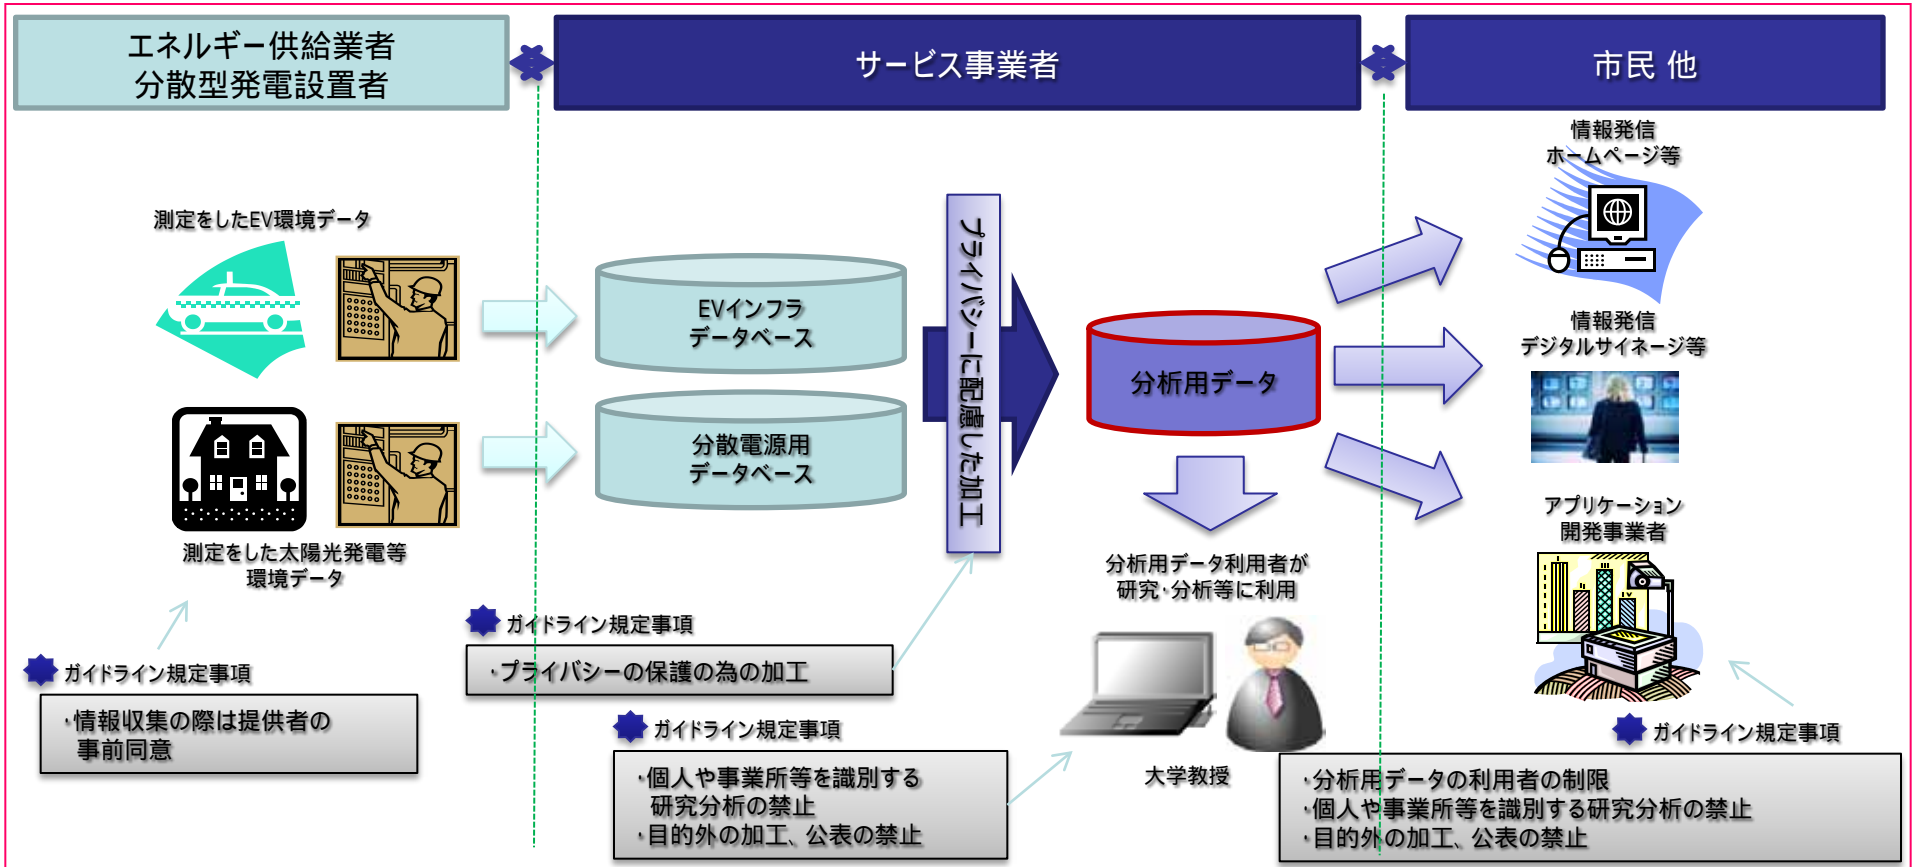 エネルギー供給業者
分散型発電設置者
サービス事業者
市民 他
測定をしたEV環境データ
測定をした太陽光発電等
環境データ
ガイドライン規定事項
・情報収集の際は提供者の
事前同意
EVインフラ
データベース
分散電源用
データベース
プライバシーに配慮した加工
ガイドライン規定事項
・プライバシーの保護の為の加工
ガイドライン規定事項
・個人や事業所等を識別する
研究分析の禁止
・目的外の加工、公表の禁止
分析用データ
分析用データ利用者が
研究・分析等に利用
大学教授
情報発信
ホームページ等
情報発信
デジタルサイネージ等
アプリケーション
開発事業者
ガイドライン規定事項
・分析用データの利用者の制限
・個人や事業所等を識別する研究分析の禁止
・目的外の加工、公表の禁止